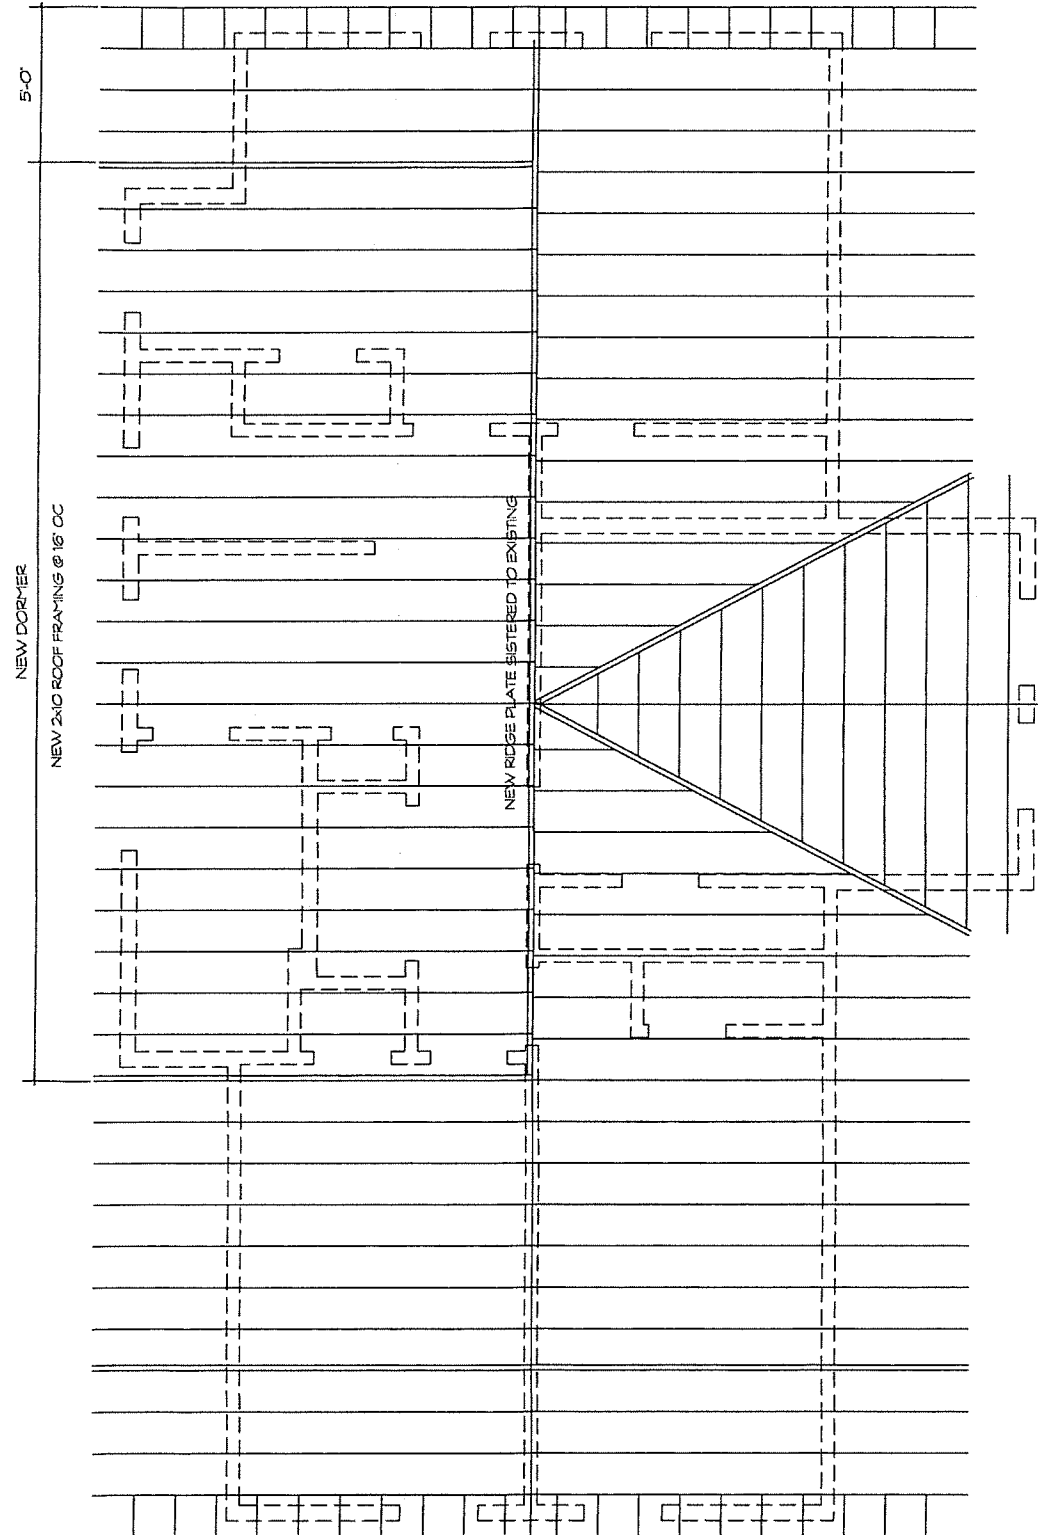 5'-0"
NEW DORMER
NEW 2x10 ROOF FRAMING @ 16" OC
NEW RIDGE PLATE SISTERED TO EXISTING